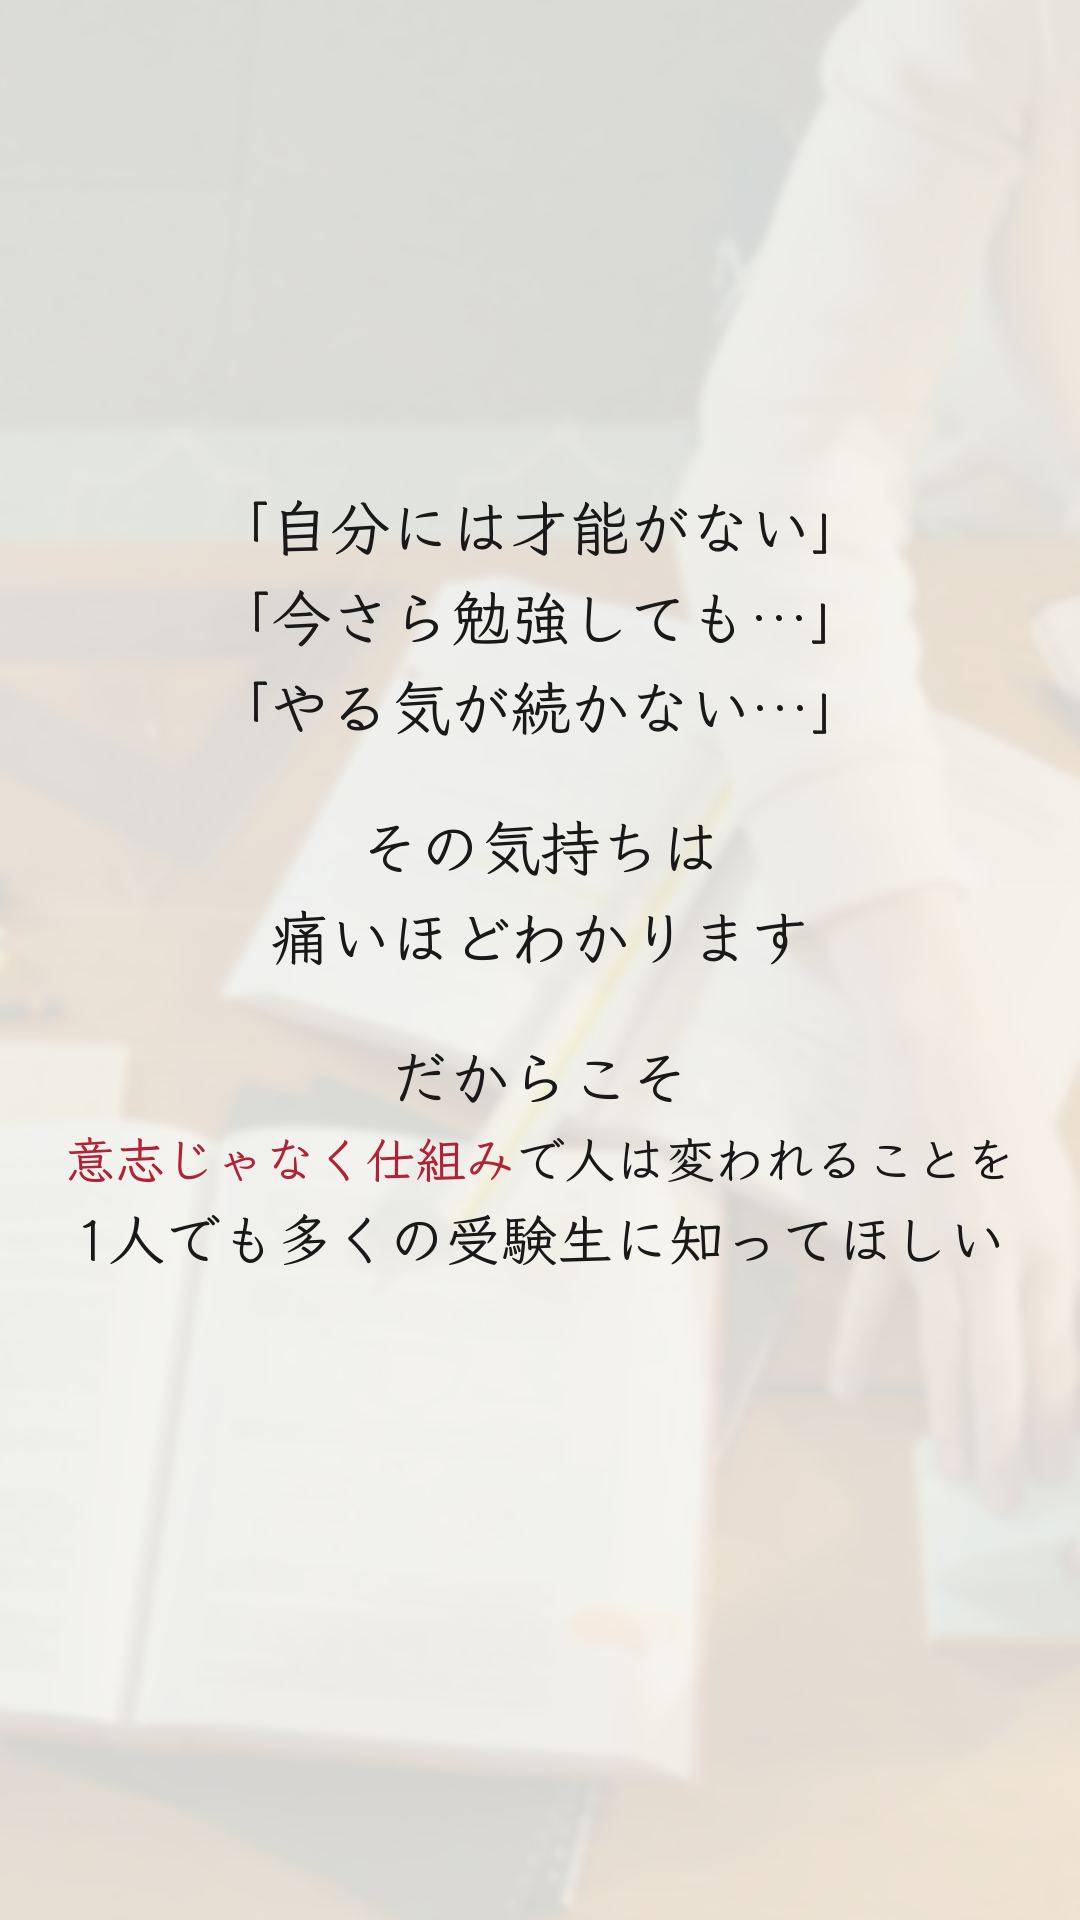 「自分には才能がない」
「今さら勉強しても…」
「やる気が続かない…」
その気持ちは
痛いほどわかります
だからこそ
意志じゃなく仕組みで人は変われることを
1人でも多くの受験生に知ってほしい